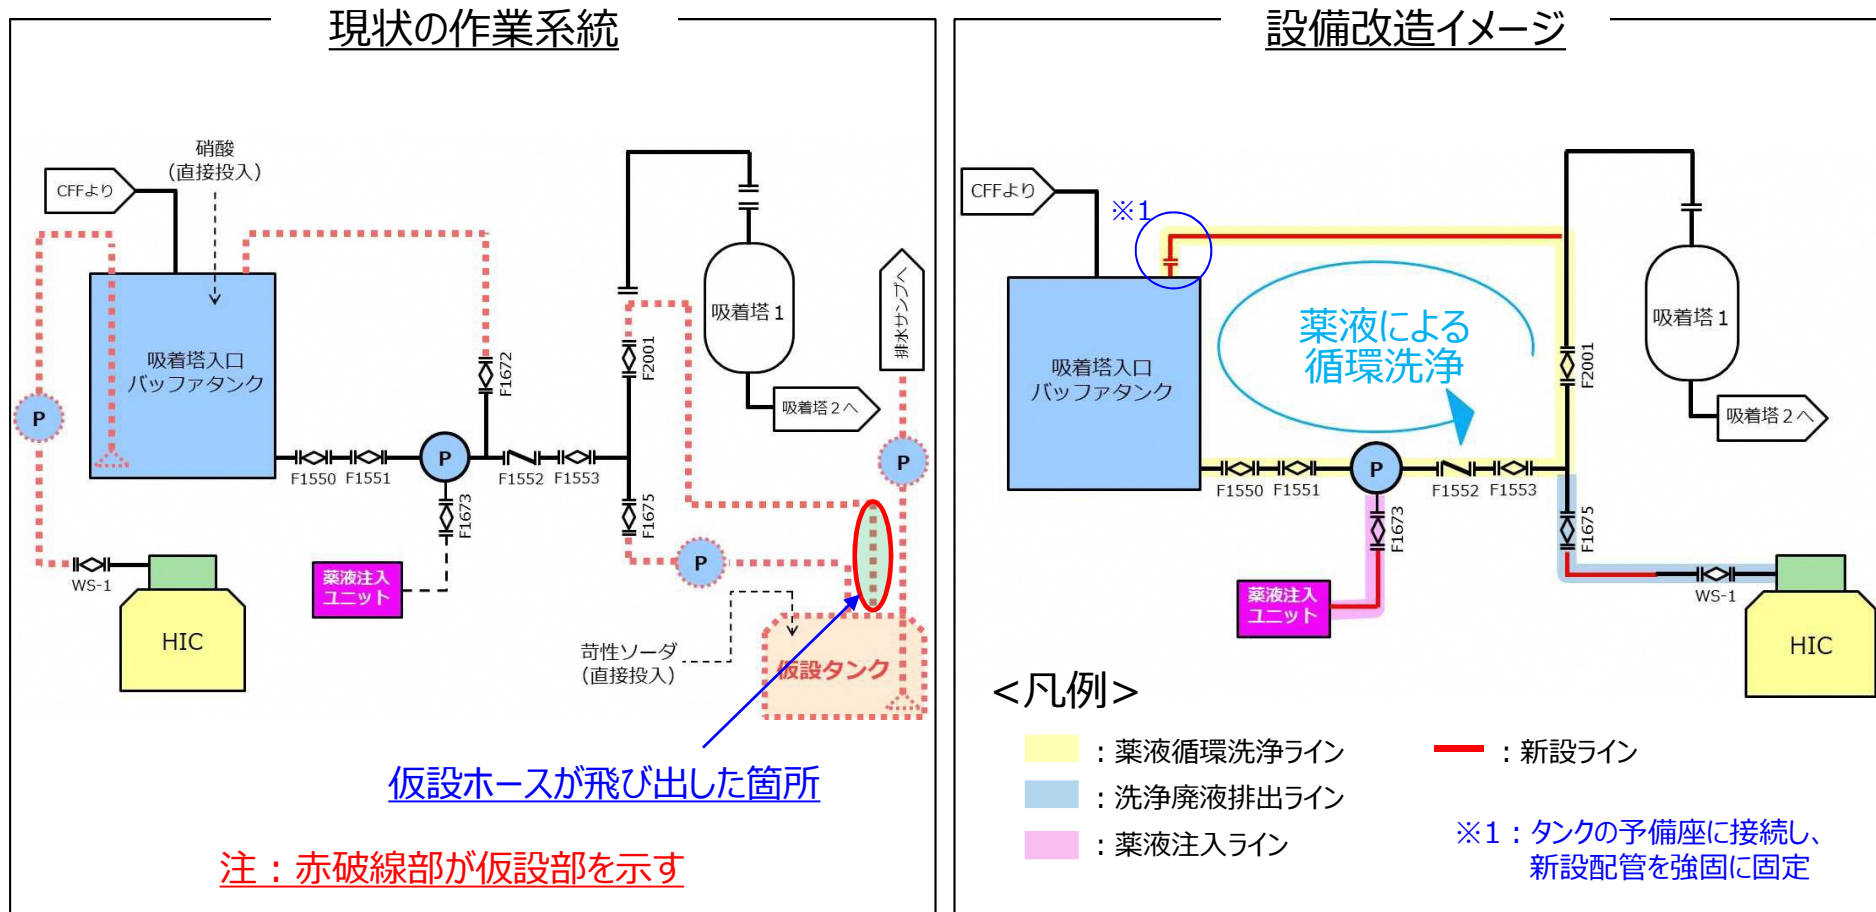 現状の作業系統
硝酸
(直接投入)
CFFより
吸着塔入口
バッファタンク
P
WS-1
HIC
F1550
F1551
P
F1673
薬液注入
ユニット
F1672
F1552
F1553
F2001
F1675
P
吸着塔1
吸着塔2へ
排水サンプへ
P
苛性ソーダ
(直接投入)
仮設タンク
仮設ホースが飛び出した箇所
注：赤破線部が仮設部を示す
設備改造イメージ
CFFより
※1
吸着塔入口
バッファタンク
薬液による
循環洗浄
F1550
F1551
P
F1673
薬液注入
ユニット
F1552
F1553
F2001
F1675
吸着塔1
吸着塔2へ
WS-1
HIC
<凡例>
：薬液循環洗浄ライン
：洗浄廃液排出ライン
：薬液注入ライン
：新設ライン
※1：タンクの予備座に接続し、
新設配管を強固に固定